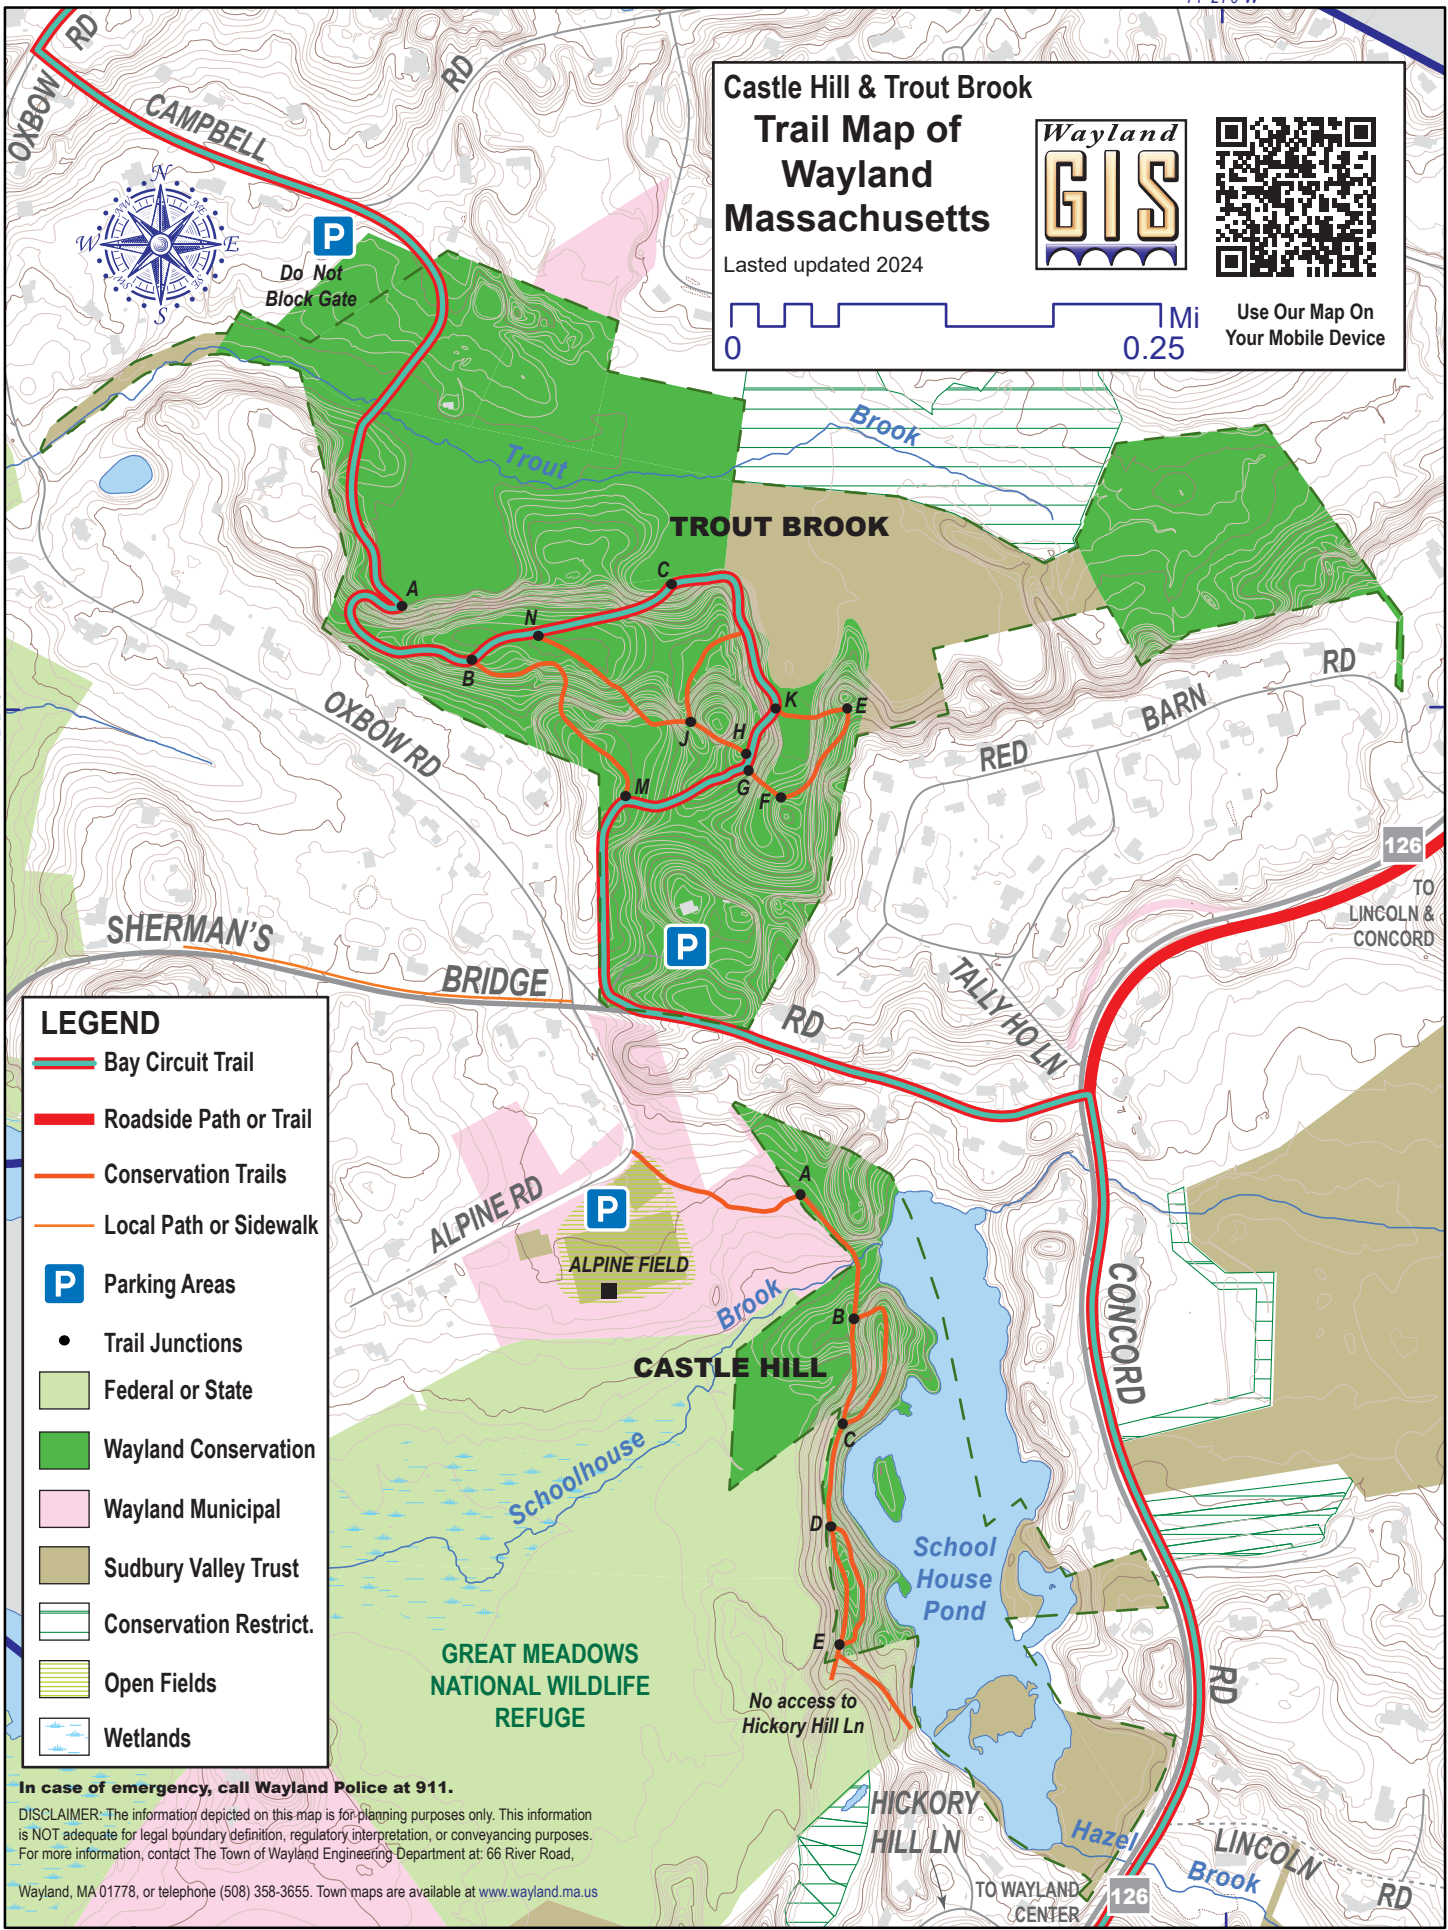 RD
OXBOW
CAMPBELL
RD
N
NW
NE
W
E
SW
SE
S
P
Do Not
Block Gate
Castle Hill & Trout Brook
Trail Map of
Wayland
Massachusetts
Lasted updated 2024
Wayland
GIS
Mi
0
0.25
Use Our Map On
Your Mobile Device
Brook
Trout
TROUT BROOK
A
C
N
B
K
E
H
J
G
F
M
OXBOW RD
RD
BARN
RED
126
TO
LINCOLN &
CONCORD
SHERMAN'S
BRIDGE
P
RD
TALLY HO LN
LEGEND
Bay Circuit Trail
Roadside Path or Trail
Conservation Trails
Local Path or Sidewalk
P
Parking Areas
Trail Junctions
Federal or State
Wayland Conservation
Wayland Municipal
Sudbury Valley Trust
Conservation Restrict.
Open Fields
Wetlands
ALPINE RD
P
ALPINE FIELD
A
Brook
B
CASTLE HILL
C
Schoolhouse
D
School
House
Pond
E
CONCORD
RD
GREAT MEADOWS
NATIONAL WILDLIFE
REFUGE
No access to
Hickory Hill Ln
HICKORY
HILL LN
Hazel
Brook
LINCOLN
RD
TO WAYLAND
CENTER
126
In case of emergency, call Wayland Police at 911.
DISCLAIMER: The information depicted on this map is for planning purposes only. This information
is NOT adequate for legal boundary definition, regulatory interpretation, or conveyancing purposes.
For more information, contact The Town of Wayland Engineering Department at: 66 River Road,
Wayland, MA 01778, or telephone (508) 358-3655. Town maps are available at www.wayland.ma.us